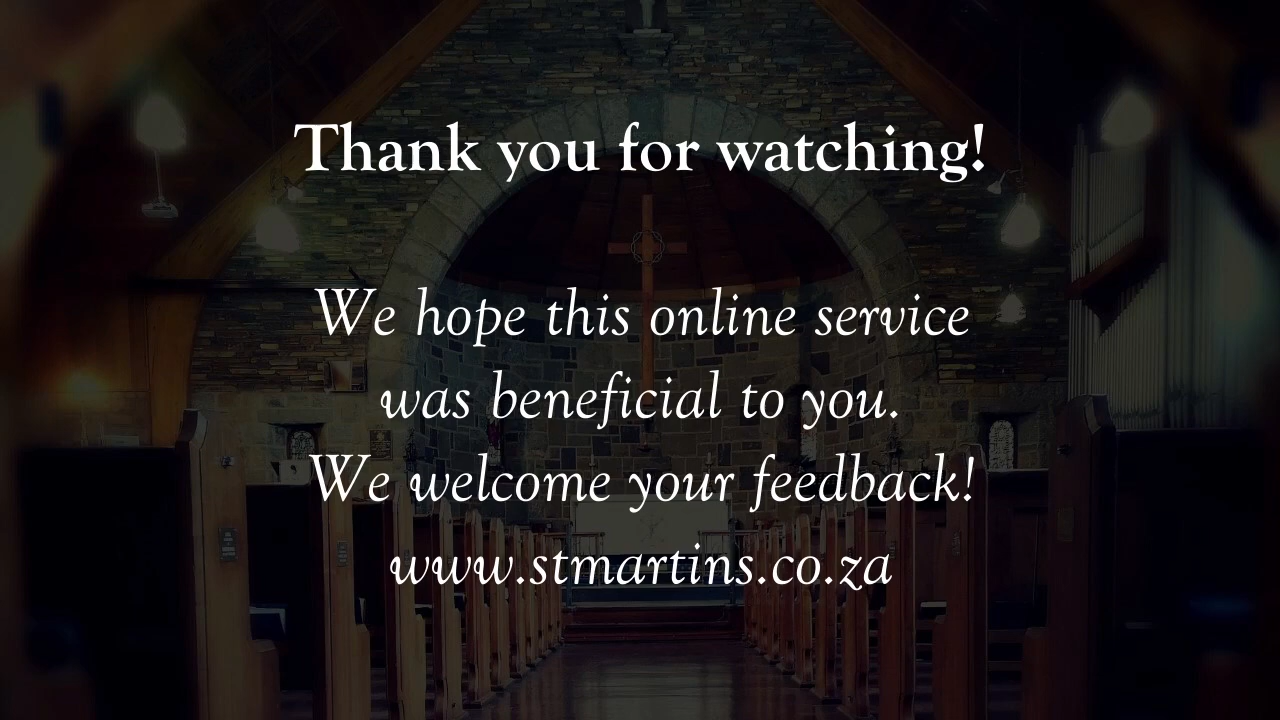 Thank you for watching!
We hope this online service
was beneficial to you.
We welcome your feedback!
www.stmartins.co.za